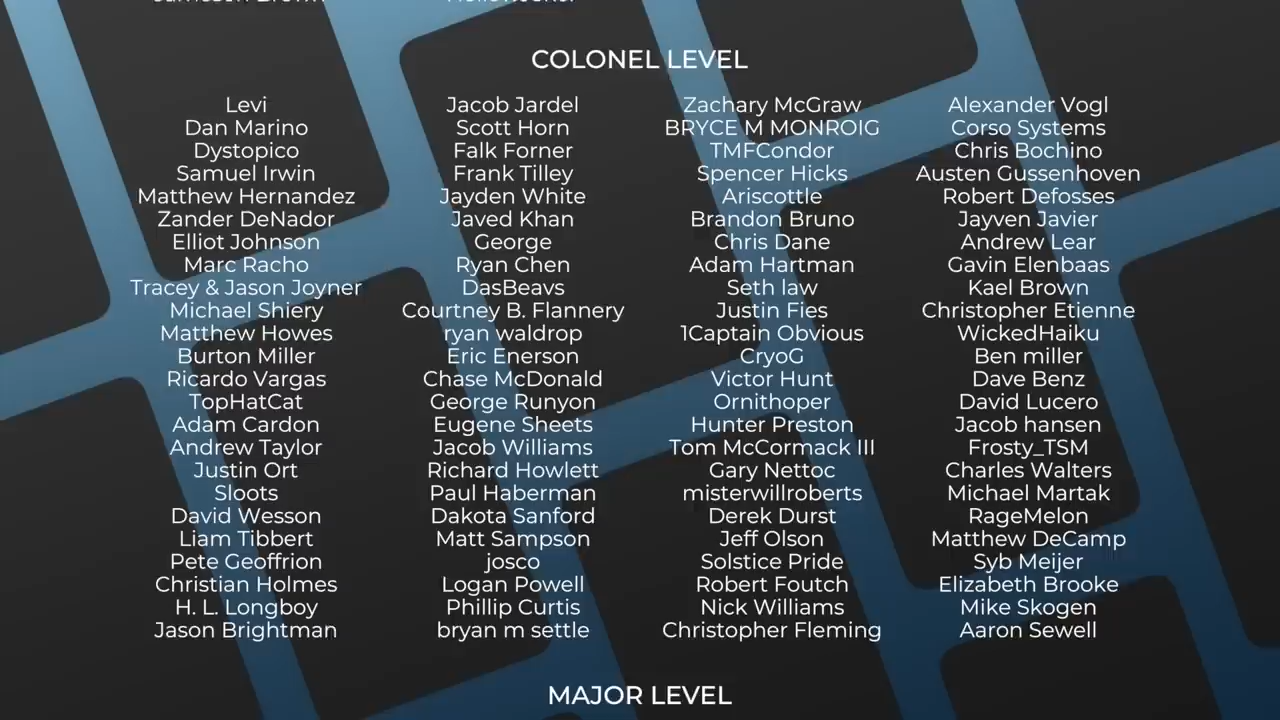 COLONEL LEVEL
Levi
Dan Marino
Dystopico
Samuel Irwin
Matthew Hernandez
Zander DeNador
Elliot Johnson
Marc Racho
Tracey & Jason Joyner
Michael Shiery
Matthew Howes
Burton Miller
Ricardo Vargas
TopHatCat
Adam Cardon
Andrew Taylor
Justin Ort
Sloots
David Wesson
Liam Tibbert
Pete Geoffrion
Christian Holmes
H. L. Longboy
Jason Brightman
Jacob Jardel
Scott Horn
Falk Forner
Frank Tilley
Jayden White
Javed Khan
George
Ryan Chen
DasBeavs
Courtney B. Flannery
ryan waldrop
Eric Enerson
Chase McDonald
George Runyon
Eugene Sheets
Jacob Williams
Richard Howlett
Paul Haberman
Dakota Sanford
Matt Sampson
josco
Logan Powell
Phillip Curtis
bryan m settle
Zachary McGraw
BRYCE M MONROIG
TMFCondor
Spencer Hicks
Ariscottle
Brandon Bruno
Chris Dane
Adam Hartman
Seth law
Justin Fies
1Captain Obvious
CryoG
Victor Hunt
Ornithoper
Hunter Preston
Tom McCormack III
Gary Nettoc
misterwillroberts
Derek Durst
Jeff Olson
Solstice Pride
Robert Foutch
Nick Williams
Christopher Fleming
Alexander Vogl
Corso Systems
Chris Bochino
Austen Gussenhoven
Robert Defosses
Jayven Javier
Andrew Lear
Gavin Elenbaas
Kael Brown
Christopher Etienne
WickedHaiku
Ben miller
Dave Benz
David Lucero
Jacob hansen
Frosty_TSM
Charles Walters
Michael Martak
RageMelon
Matthew DeCamp
Syb Meijer
Elizabeth Brooke
Mike Skogen
Aaron Sewell
MAJOR LEVEL